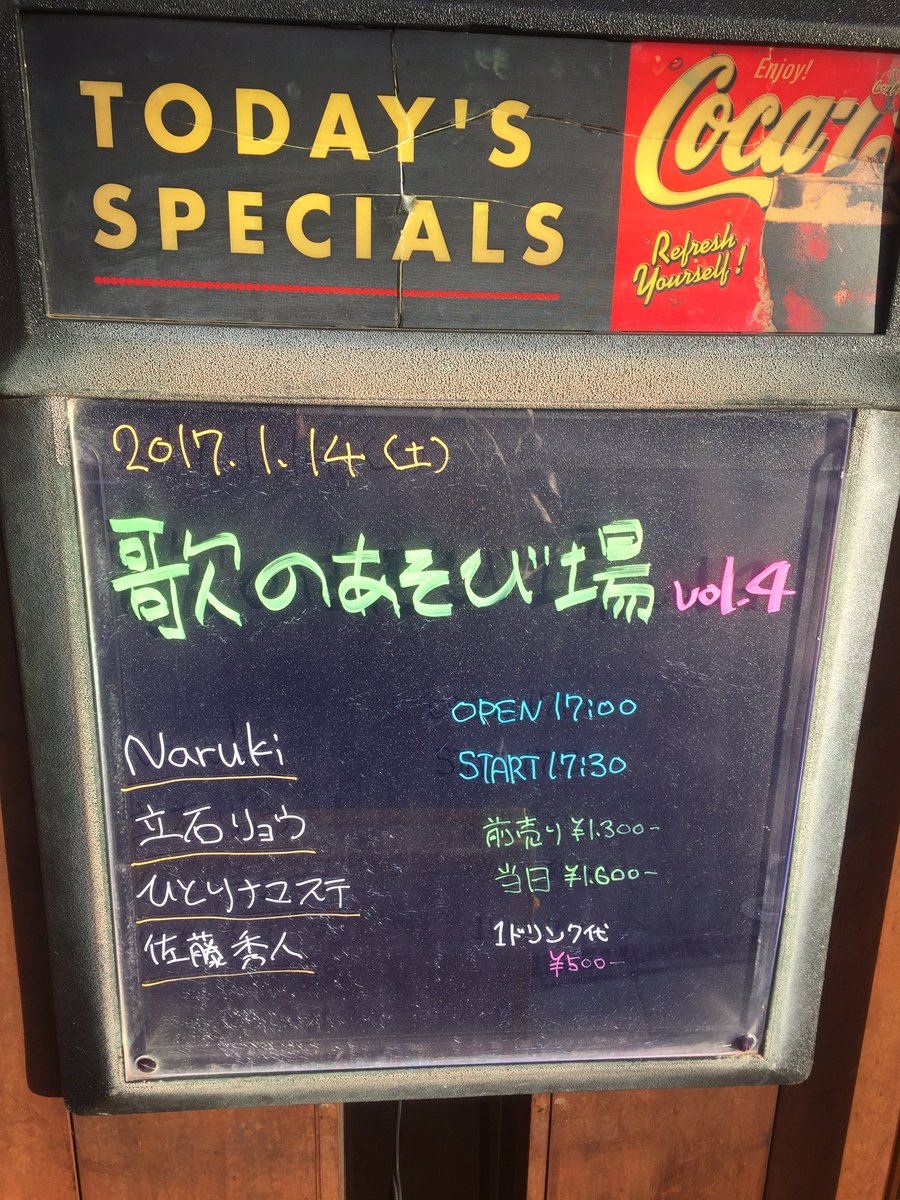 TODAY'S
SPECIALS
Enjoy!
Coca-
Refresh
Yourself!
2017.1.14(土)
歌のあそび場 vol.4
OPEN 17:00
START 17:30
Naruki
立石リョウ
ひとりナマステ
佐藤秀人
前売り ¥1.300-
当日 ¥1.600-
1ドリンク代
¥500-